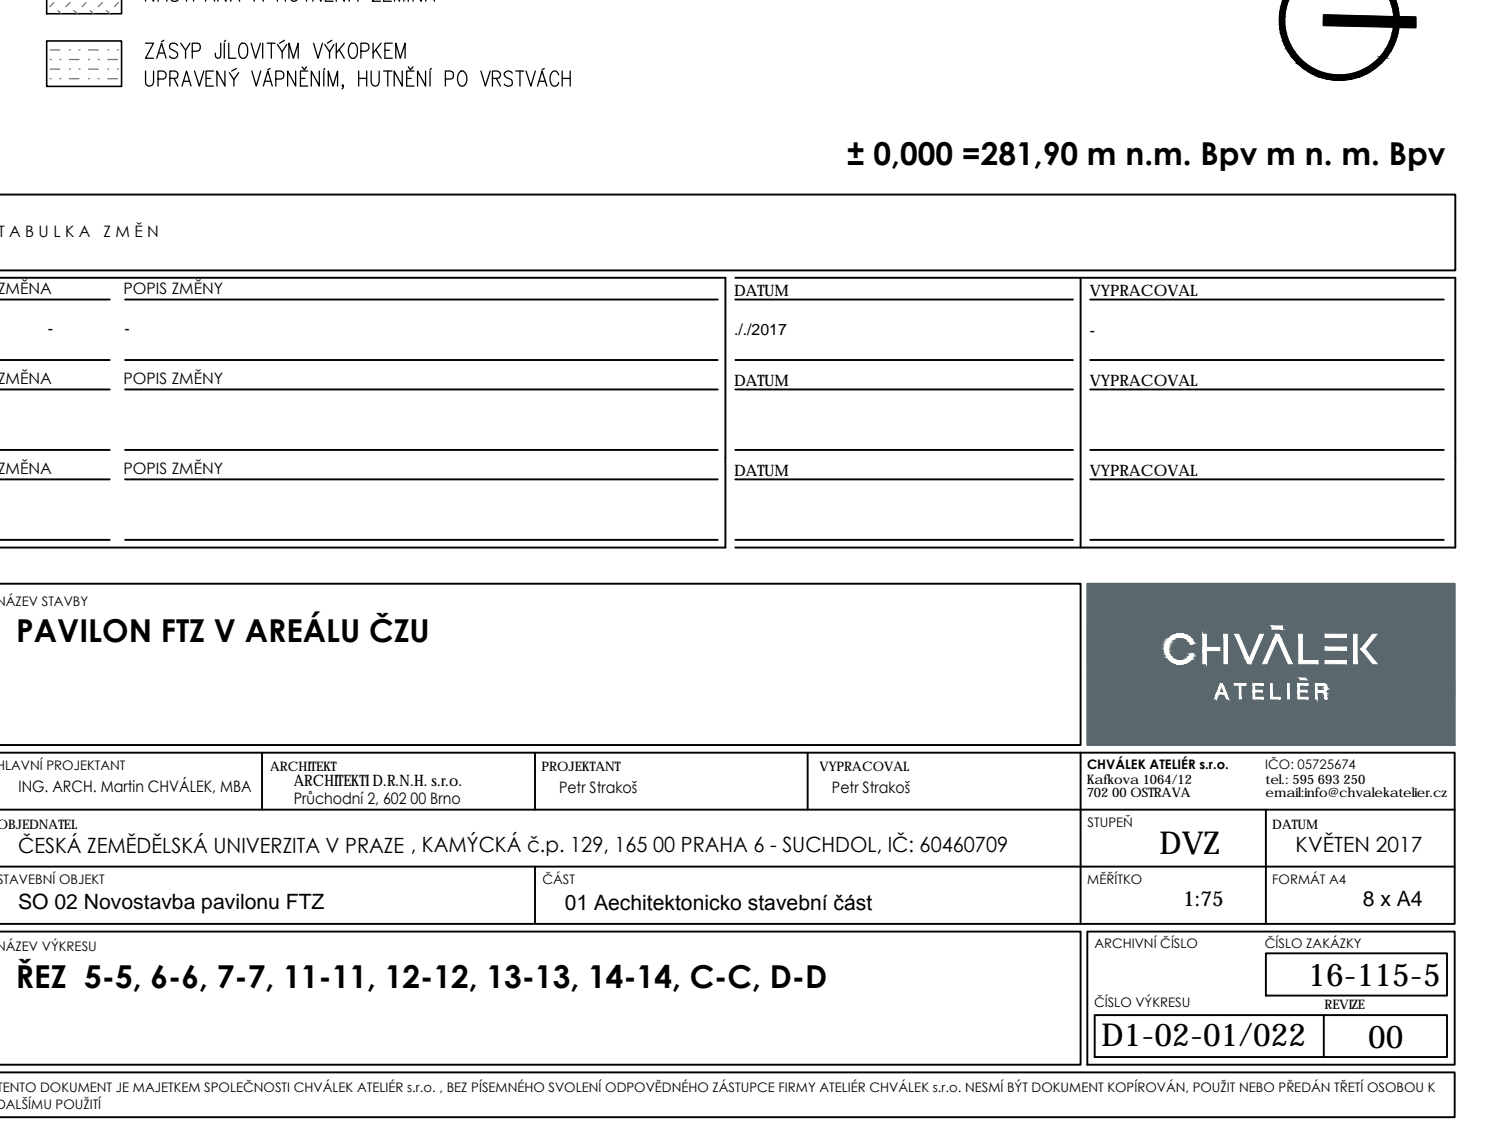 ZÁSYP JÍLOVITÝM VÝKOPKEM
UPRAVENÝ VÁPNĚNÍM, HUTNĚNÍ PO VRSTVÁCH
± 0,000 =281,90 m n.m. Bpv m n. m. Bpv
TABULKA ZMĚN
ZMĚNA POPIS ZMĚNY DATUM VYPRACOVAL
- - ././2017 -
ZMĚNA POPIS ZMĚNY DATUM VYPRACOVAL
ZMĚNA POPIS ZMĚNY DATUM VYPRACOVAL
NÁZEV STAVBY
PAVILON FTZ V AREÁLU ČZU
CHVÁLEK
ATELIÉR
HLAVNÍ PROJEKTANT
ING. ARCH. Martin CHVÁLEK, MBA
ARCHITEKT
ARCHITEKTI D.R.N.H. s.r.o.
Průchodní 2, 602 00 Brno
PROJEKTANT
Petr Strakoš
VYPRACOVAL
Petr Strakoš
CHVÁLEK ATELIÉR s.r.o.
Kafkova 1064/12
702 00 OSTRAVA
IČO: 05725674
tel.: 595 693 250
email:info@chvalekatelier.cz
OBJEDNATEL
ČESKÁ ZEMĚDĚLSKÁ UNIVERZITA V PRAZE , KAMÝCKÁ č.p. 129, 165 00 PRAHA 6 - SUCHDOL, IČ: 60460709
STUPEŇ
DVZ
DATUM
KVĚTEN 2017
STAVEBNÍ OBJEKT
SO 02 Novostavba pavilonu FTZ
ČÁST
01 Aechitektonicko stavební část
MĚŘÍTKO
1:75
FORMÁT A4
8 x A4
NÁZEV VÝKRESU
ŘEZ 5-5, 6-6, 7-7, 11-11, 12-12, 13-13, 14-14, C-C, D-D
ARCHIVNÍ ČÍSLO
ČÍSLO ZAKÁZKY
16-115-5
ČÍSLO VÝKRESU
REVIZE
D1-02-01/022
00
TENTO DOKUMENT JE MAJETKEM SPOLEČNOSTI CHVÁLEK ATELIÉR s.r.o. , BEZ PÍSEMNÉHO SVOLENÍ ODPOVĚDNÉHO ZÁSTUPCE FIRMY ATELIÉR CHVÁLEK s.r.o. NESMÍ BÝT DOKUMENT KOPÍROVÁN, POUŽIT NEBO PŘEDÁN TŘETÍ OSOBOU K
DALŠÍMU POUŽITÍ